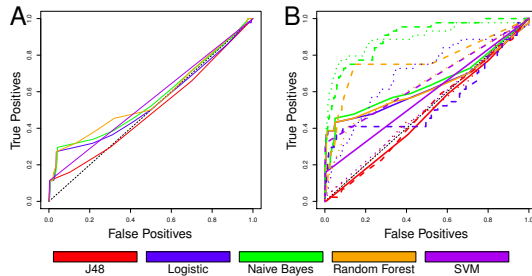 A
B
True Positives
1.0
0.8
0.6
0.4
0.2
0.0
0.0 0.2 0.4 0.6 0.8 1.0
False Positives
True Positives
1.0
0.8
0.6
0.4
0.2
0.0
0.0 0.2 0.4 0.6 0.8 1.0
False Positives
J48 Logistic Naive Bayes Random Forest SVM